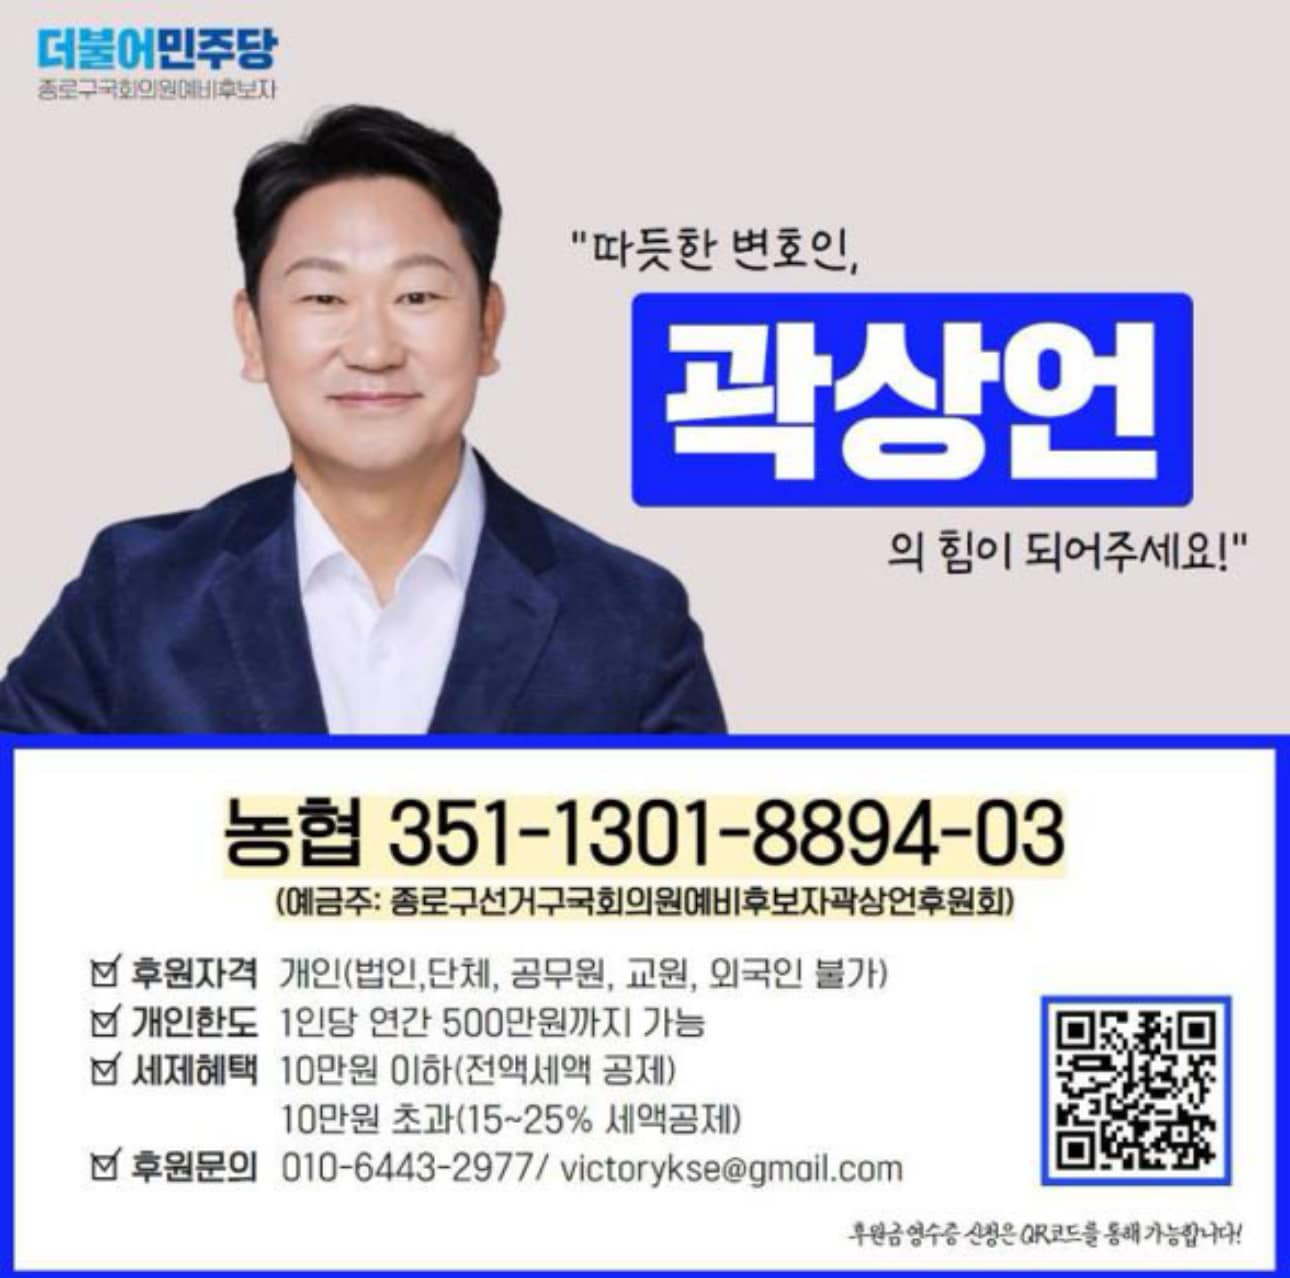 더불어민주당
종로구국회의원예비후보자
"따듯한 변호인,
곽상언
의 힘이 되어주세요!"
농협 351-1301-8894-03
(예금주: 종로구선거구국회의원예비후보자곽상언후원회)
후원자격 개인(법인,단체, 공무원, 교원, 외국인 불가)
개인한도 1인당 연간 500만원까지 가능
세제혜택 10만원 이하(전액세액 공제)
10만원 초과(15~25% 세액공제)
후원문의 010-6443-2977/ victorykse@gmail.com
후원금 영수증 신청은 QR코드를 통해 가능합니다!